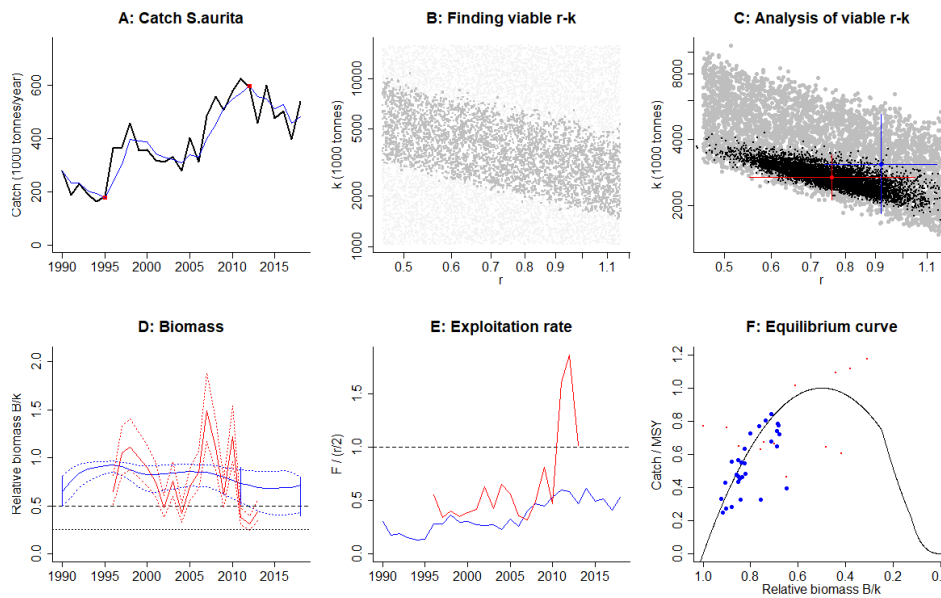 A: Catch S.aurita
Catch (1000 tonnes/year)
0 200 400 600
1990 1995 2000 2005 2010 2015
B: Finding viable r-k
k (1000 tonnes)
1000 2000 5000 10000
0.5 0.6 0.7 0.8 0.9 1.1
r
C: Analysis of viable r-k
k (1000 tonnes)
2000 4000 8000
0.5 0.6 0.7 0.8 0.9 1.1
r
D: Biomass
Relative biomass B/k
0.0 0.5 1.0 1.5 2.0
1990 1995 2000 2005 2010 2015
E: Exploitation rate
F / (r/2)
0.0 0.5 1.0 1.5
1990 1995 2000 2005 2010 2015
F: Equilibrium curve
Catch / MSY
0.0 0.2 0.4 0.6 0.8 1.0 1.2
1.0 0.8 0.6 0.4 0.2
Relative biomass B/k